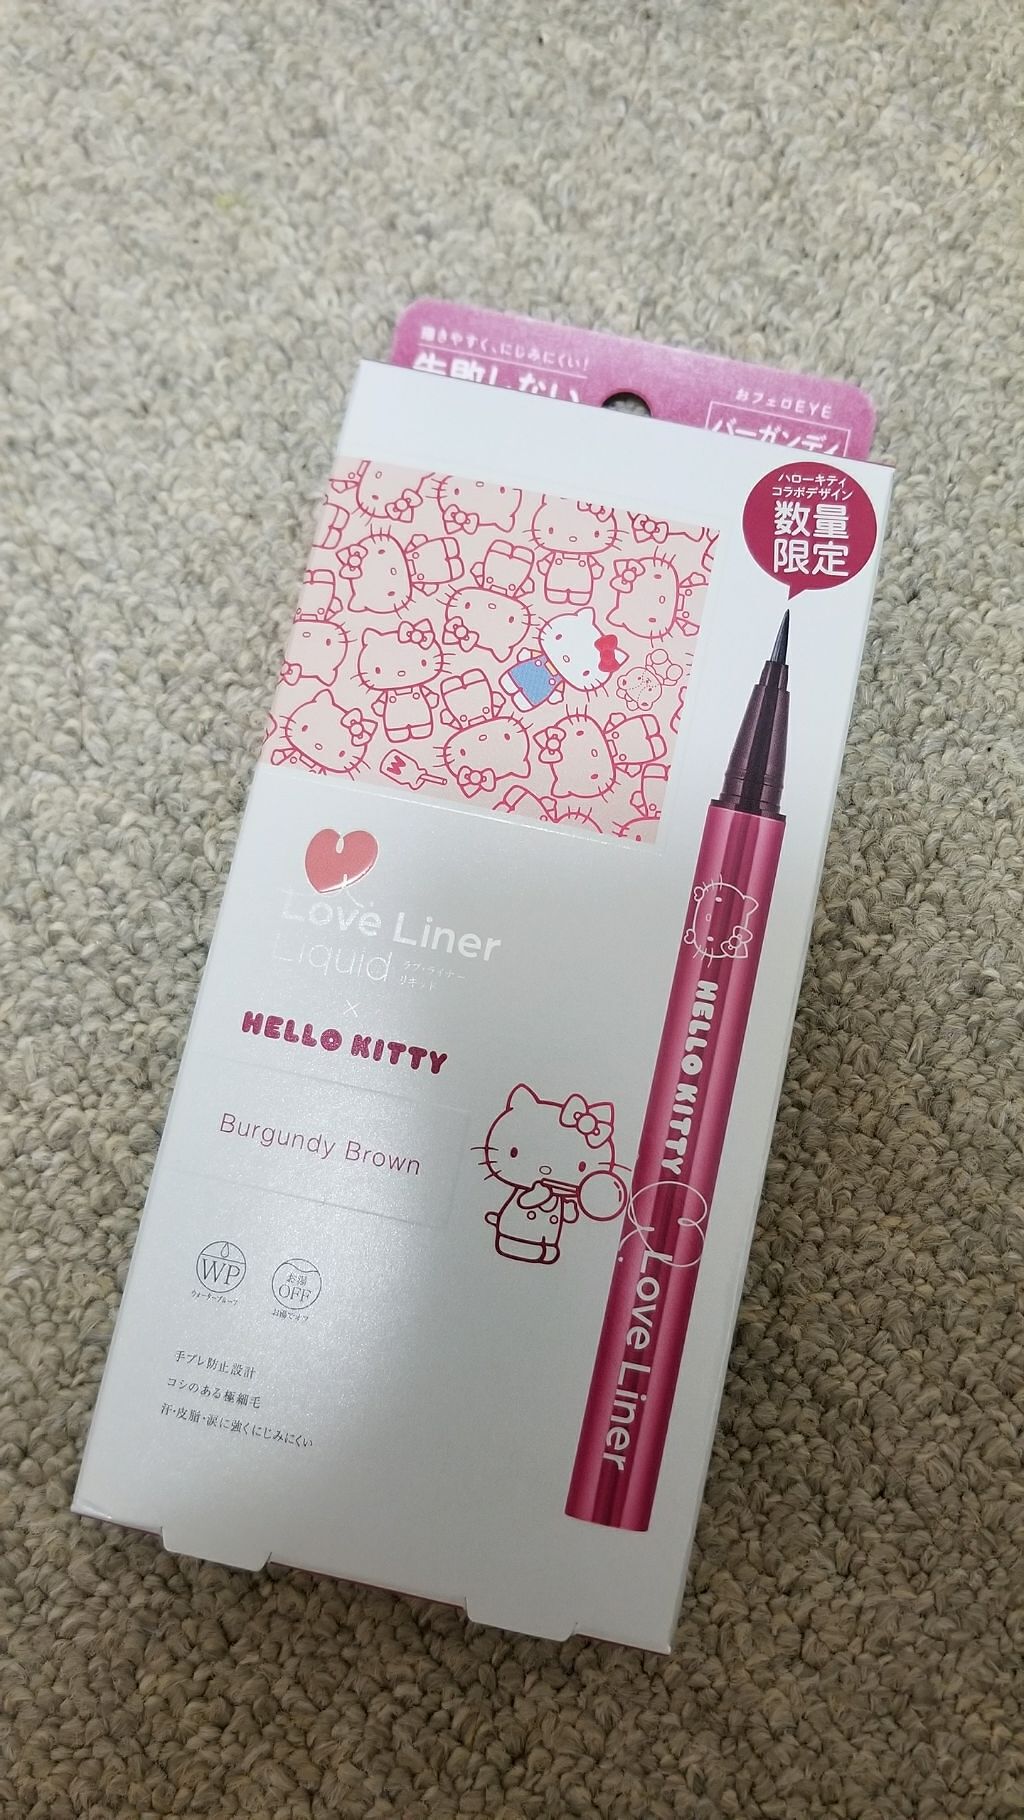 描きやすく、にじみにくい!
失敗しない
おフェロEYE
バーガンディ
ハローキティ
コラボデザイン
数量
限定
Love Liner
Liquid ラブ・ライナー
リキッド
×
HELLO KITTY
Burgundy Brown
WP
ウォータープルーフ
お湯
OFF
お湯でオフ
手ブレ防止設計
コシのある極細毛
汗・皮脂・涙に強くにじみにくい
HELLO KITTY
Love Liner